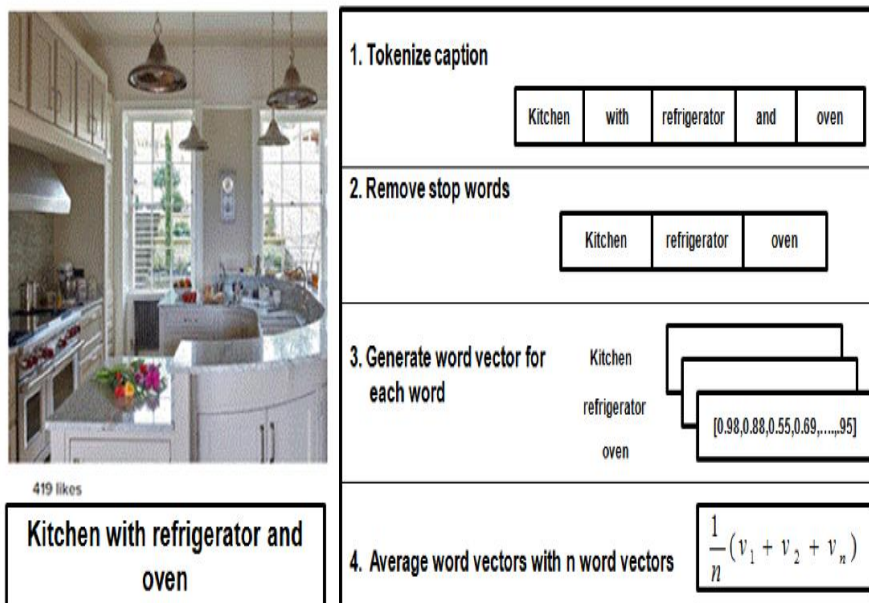 419 likes
Kitchen with refrigerator and
oven
1. Tokenize caption
Kitchen with refrigerator and oven
2. Remove stop words
Kitchen refrigerator oven
3. Generate word vector for
each word
Kitchen
refrigerator
oven
[0.98,0.88,0.55,0.69,.....,.95]
4. Average word vectors with n word vectors
1/n (v₁ + v₂ + vₙ)